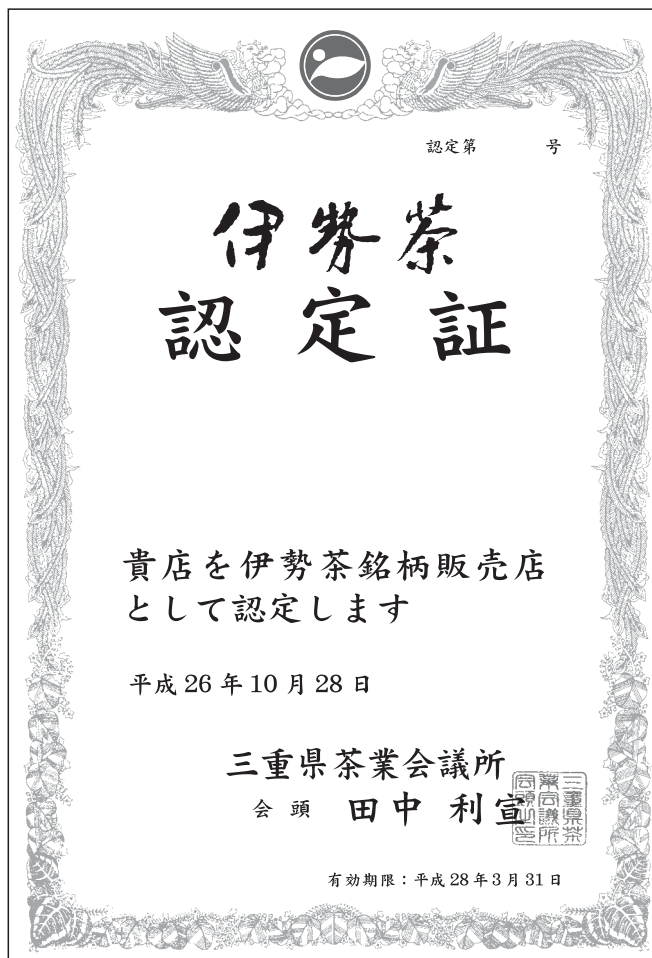 認定第 号
伊勢茶
認定証
貴店を伊勢茶銘柄販売店
として認定します
平成26年10月28日
三重県茶業会議所
会頭 田中 利宣
三重県茶
業会議所
会頭之印
有効期限：平成28年3月31日